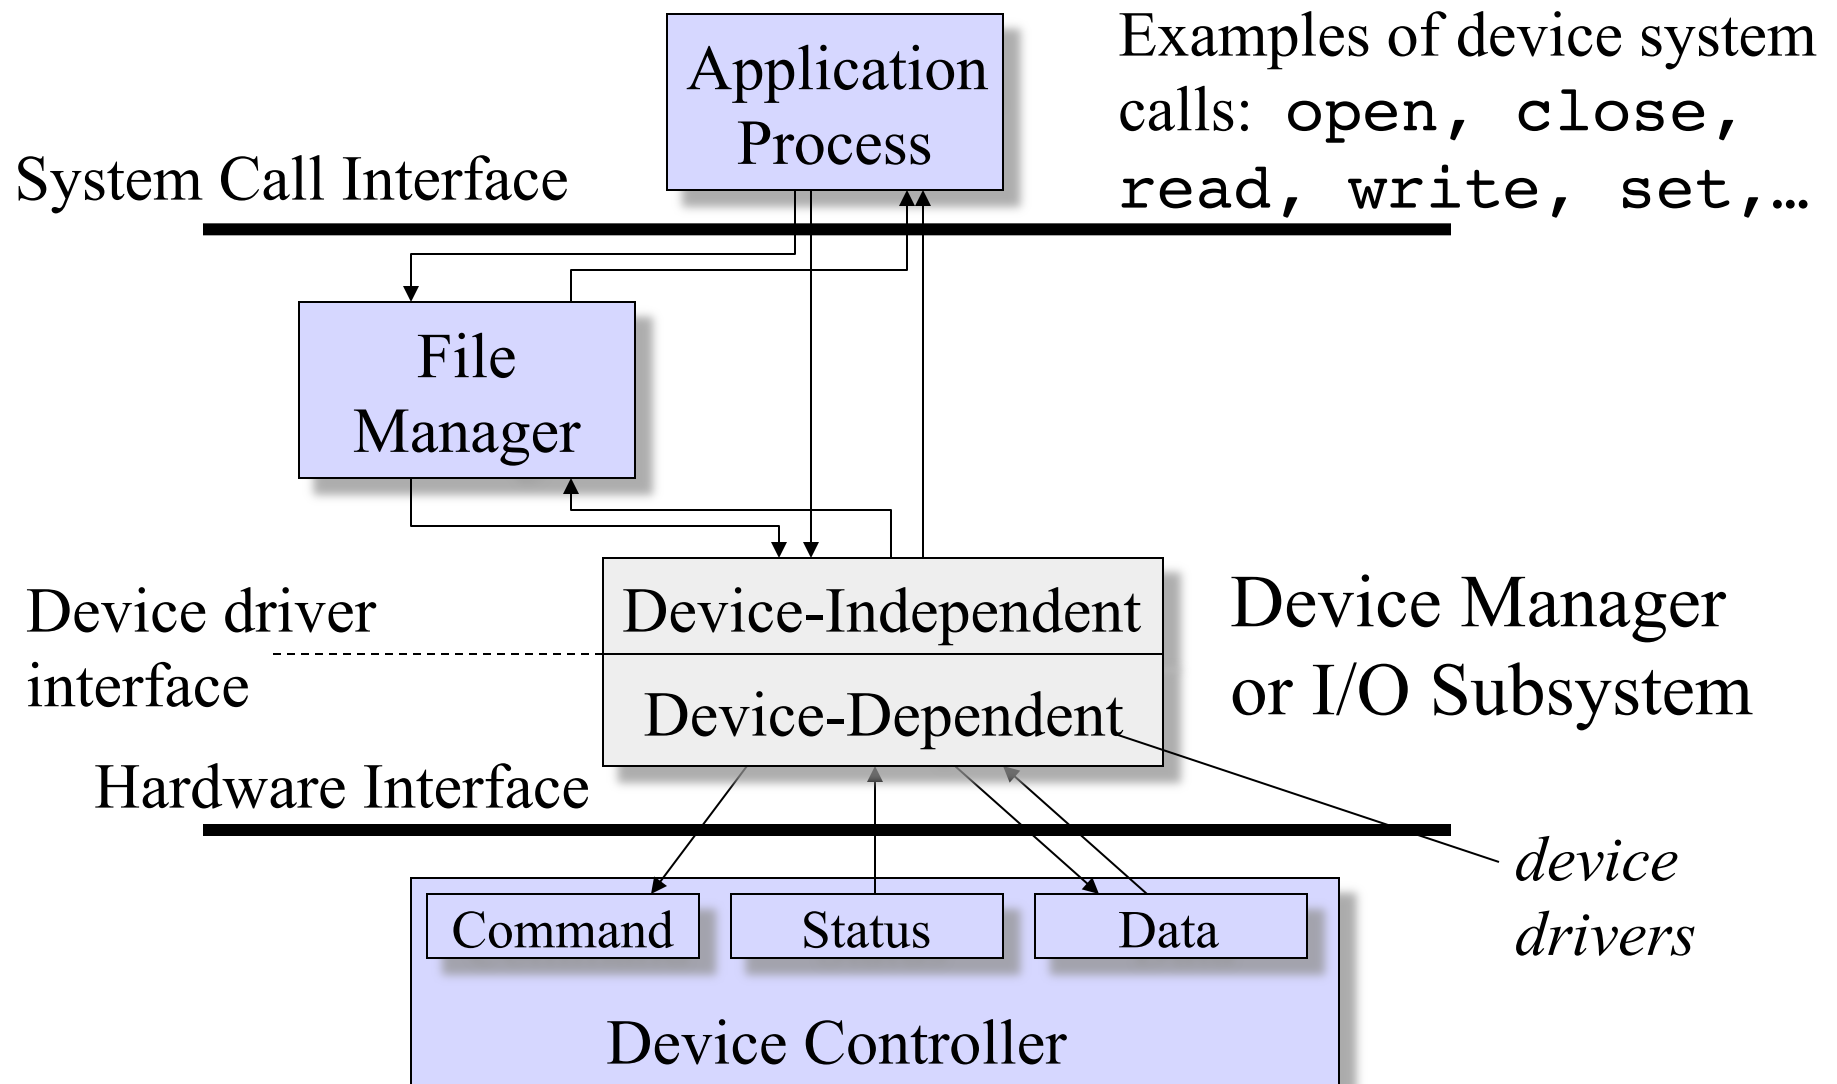 Application
Process
Examples of device system
calls: open, close,
read, write, set,…
System Call Interface
File
Manager
Device driver
interface
Device-Independent
Device-Dependent
Device Manager
or I/O Subsystem
Hardware Interface
device
drivers
Command
Status
Data
Device Controller